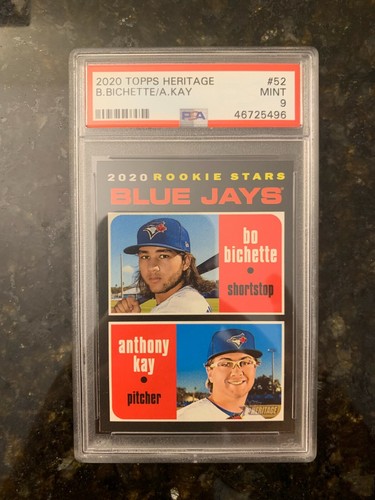 2020 TOPPS HERITAGE #52
B.BICHETTE/A.KAY MINT
9
PSA 46725496
2020 ROOKIE STARS
BLUE JAYS
bo
bichette
shortstop
anthony
kay
pitcher
HERITAGE